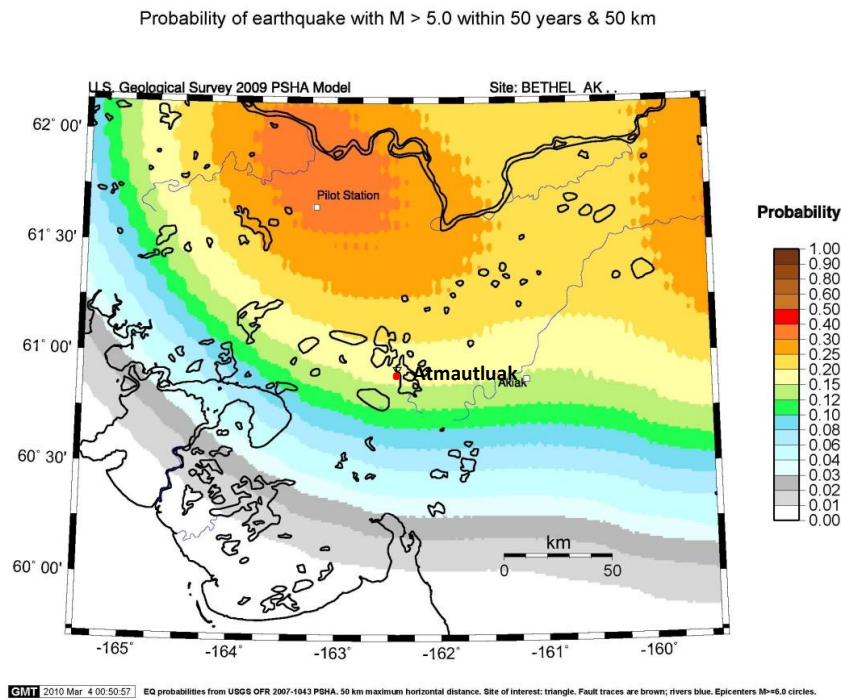 Probability of earthquake with M > 5.0 within 50 years & 50 km
U.S. Geological Survey 2009 PSHA Model Site: BETHEL AK . .
62° 00'
61° 30'
61° 00'
60° 30'
60° 00'
Pilot Station
Atmautluak
Akiak
km
0 50
-165° -164° -163° -162° -161° -160°
Probability
1.00
0.90
0.80
0.60
0.50
0.40
0.30
0.25
0.20
0.15
0.12
0.10
0.08
0.06
0.04
0.03
0.02
0.01
0.00
GMT 2010 Mar 4 00:50:57 EQ probabilities from USGS OFR 2007-1043 PSHA. 50 km maximum horizontal distance. Site of interest: triangle. Fault traces are brown; rivers blue. Epicenters M>=6.0 circles.